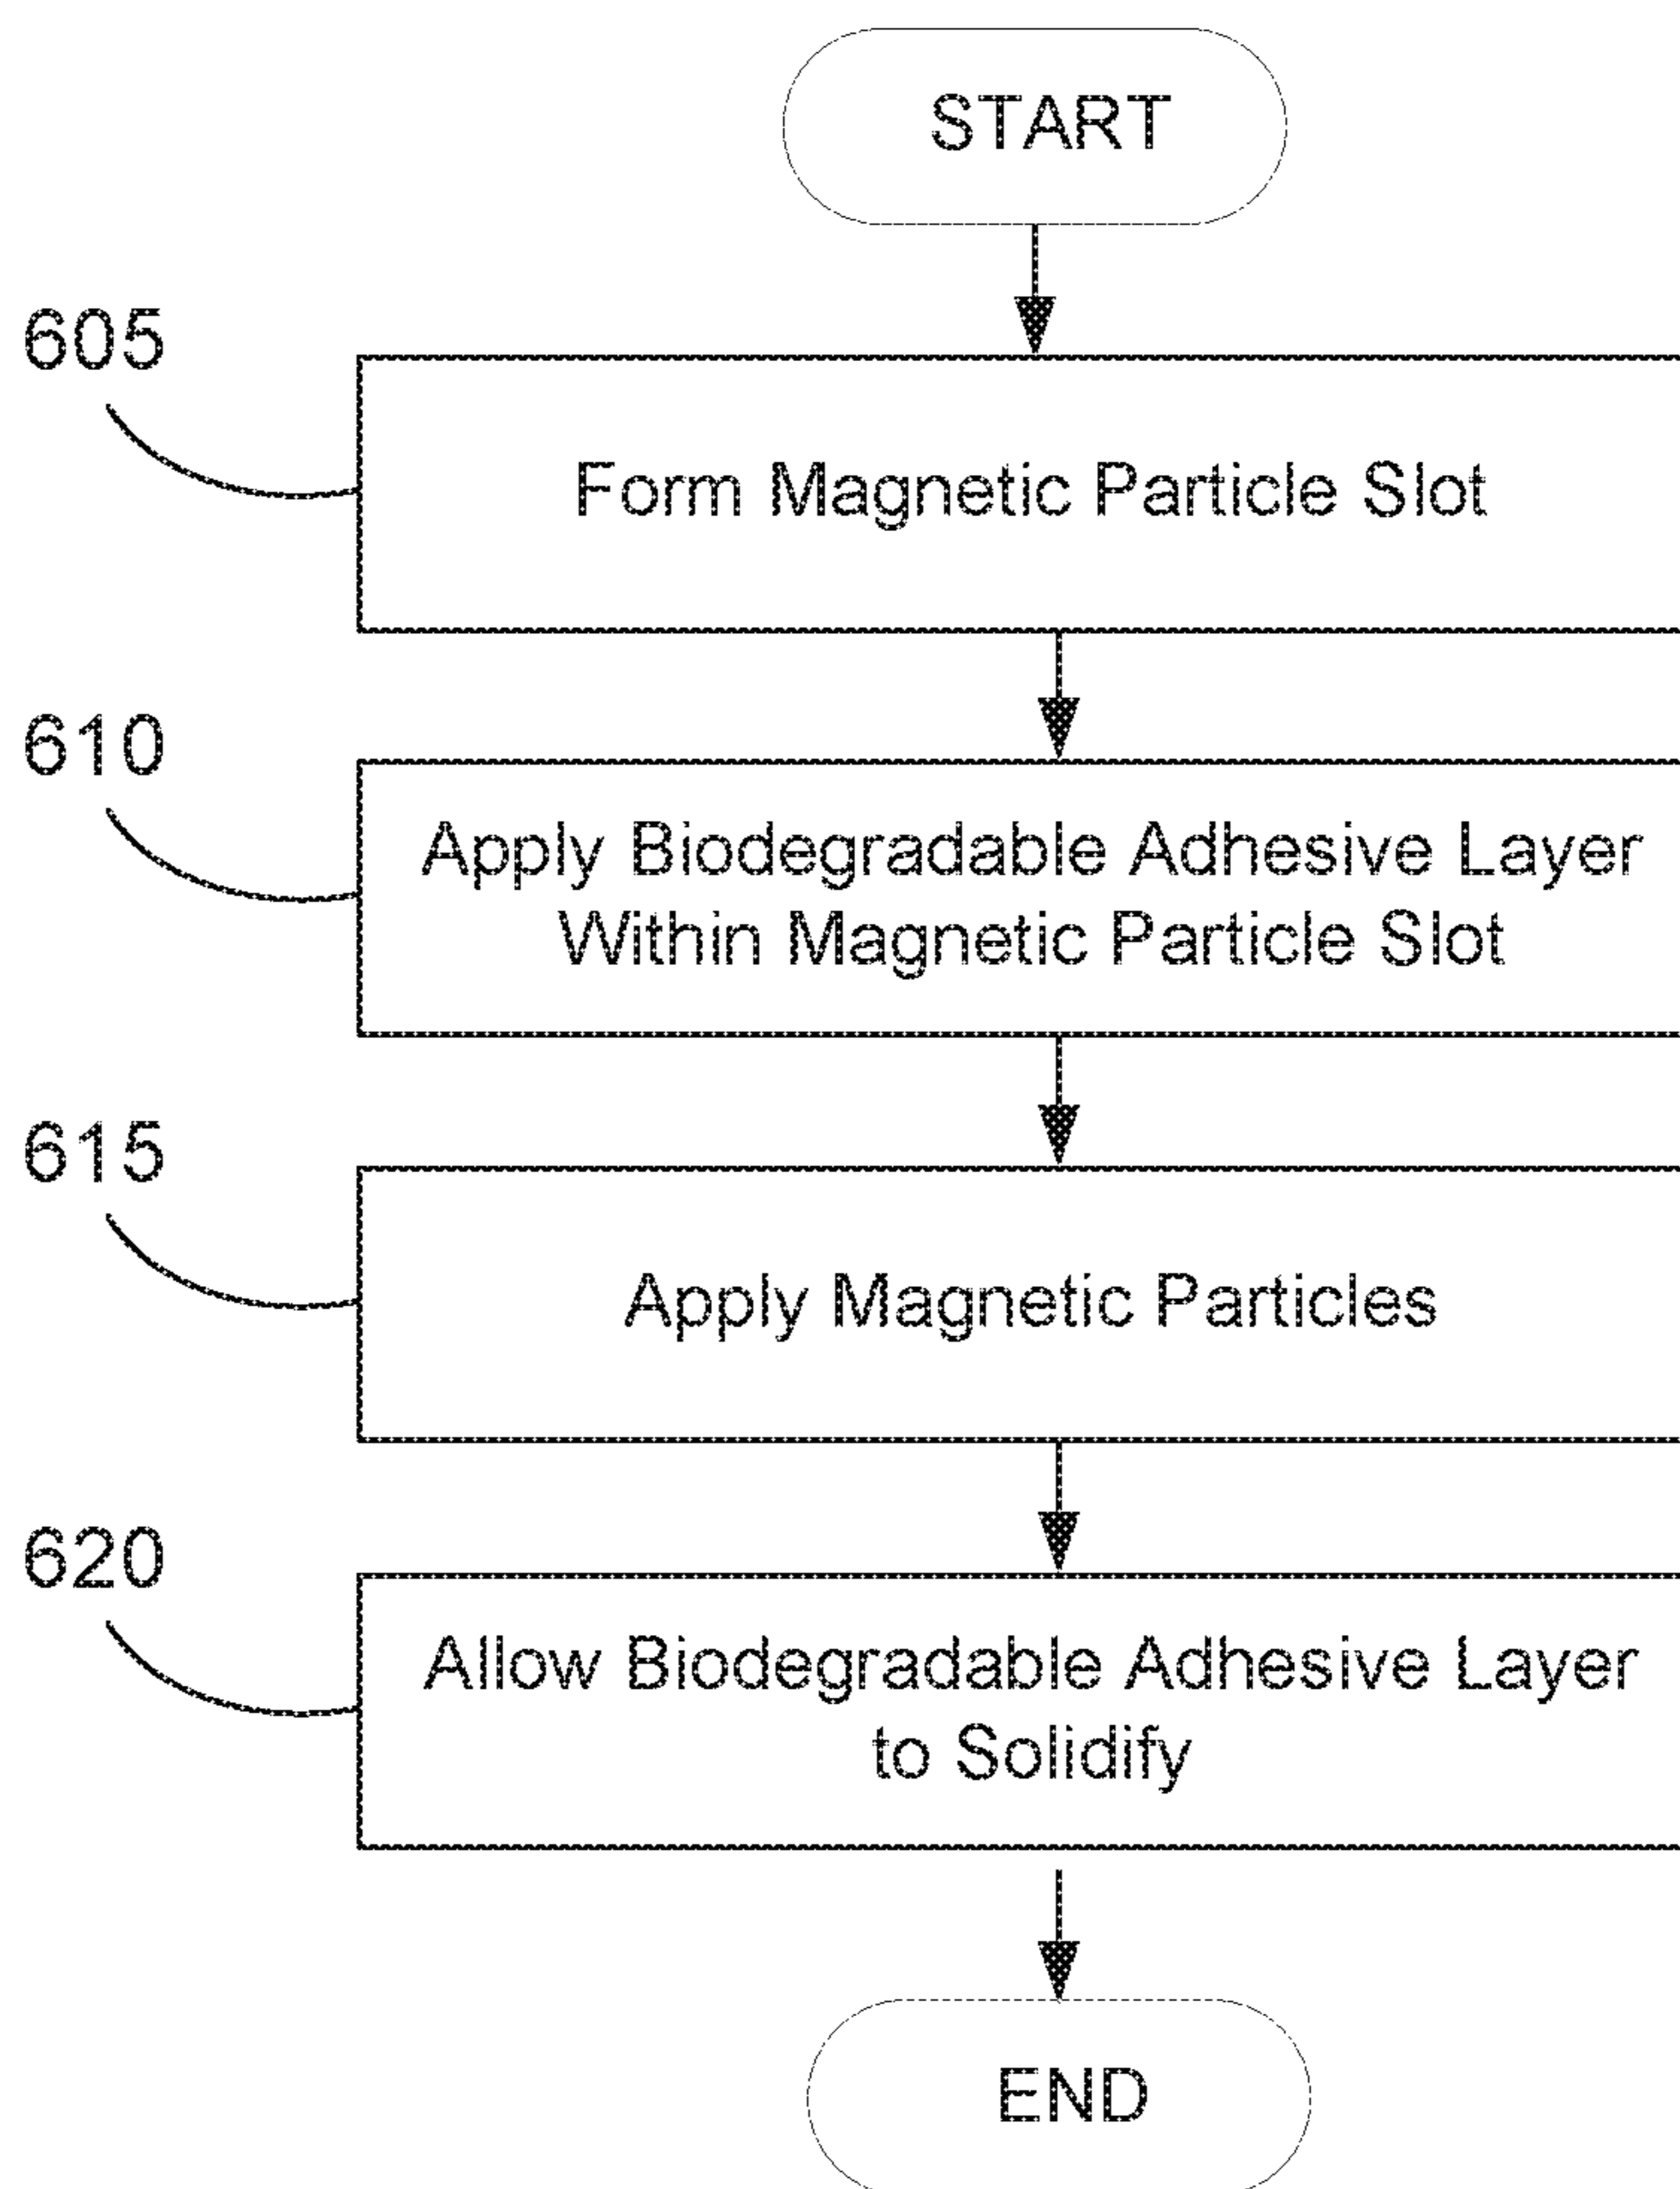 START
605
Form Magnetic Particle Slot
610
Apply Biodegradable Adhesive Layer
Within Magnetic Particle Slot
615
Apply Magnetic Particles
620
Allow Biodegradable Adhesive Layer
to Solidify
END